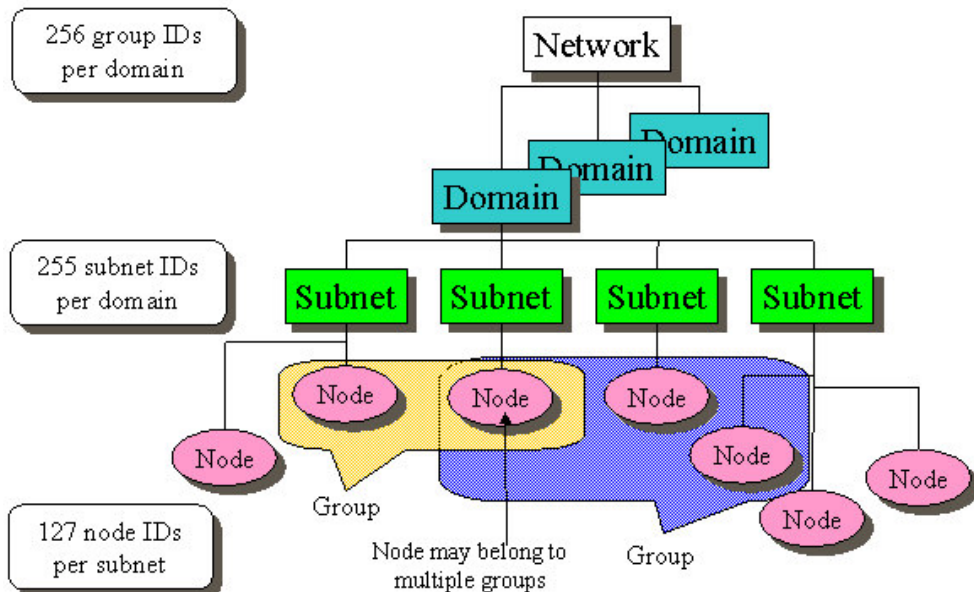 256 group IDs
per domain
Network
Domain
Domain
Domain
255 subnet IDs
per domain
Subnet
Subnet
Subnet
Subnet
Node
Node
Node
Node
Node
Node
Node
Group
127 node IDs
per subnet
Node may belong to
multiple groups
Group